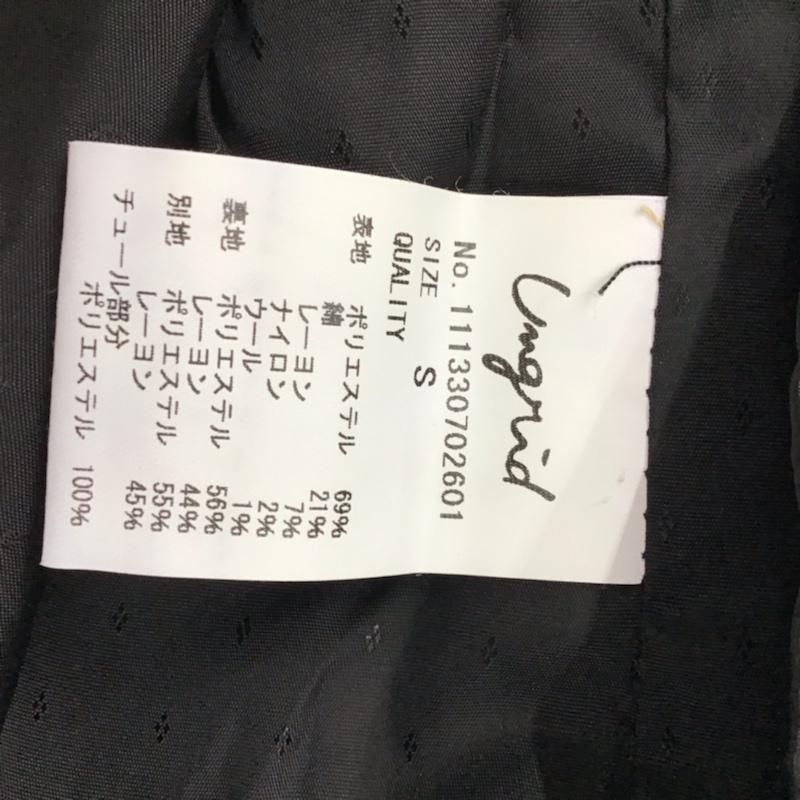 Ungrid
No. 111330702601
SIZE S
QUALITY
表地 ポリエステル 69%
綿 21%
レーヨン 7%
ナイロン 2%
ウール 1%
裏地 ポリエステル 56%
レーヨン 44%
別地 ポリエステル 55%
レーヨン 45%
チュール部分
ポリエステル 100%